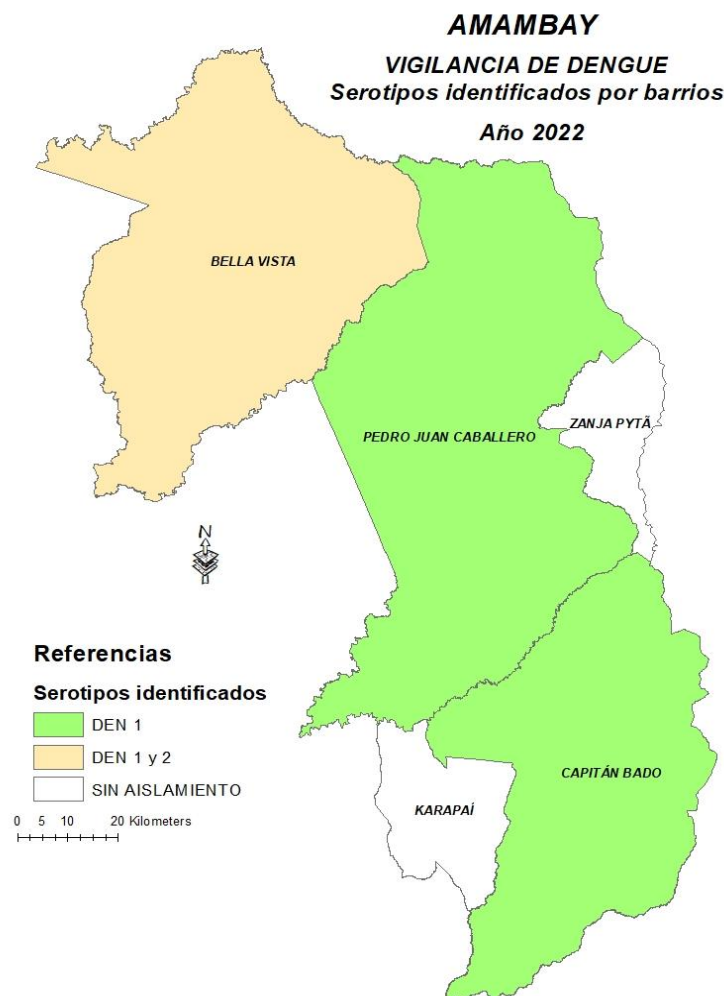 AMAMBAY
VIGILANCIA DE DENGUE
Serotipos identificados por barrios
Año 2022
BELLA VISTA
PEDRO JUAN CABALLERO
ZANJA PYTÃ
N
CAPITÁN BADO
KARAPAÍ
Referencias
Serotipos identificados
DEN 1
DEN 1 y 2
SIN AISLAMIENTO
0 5 10 20 Kilometers